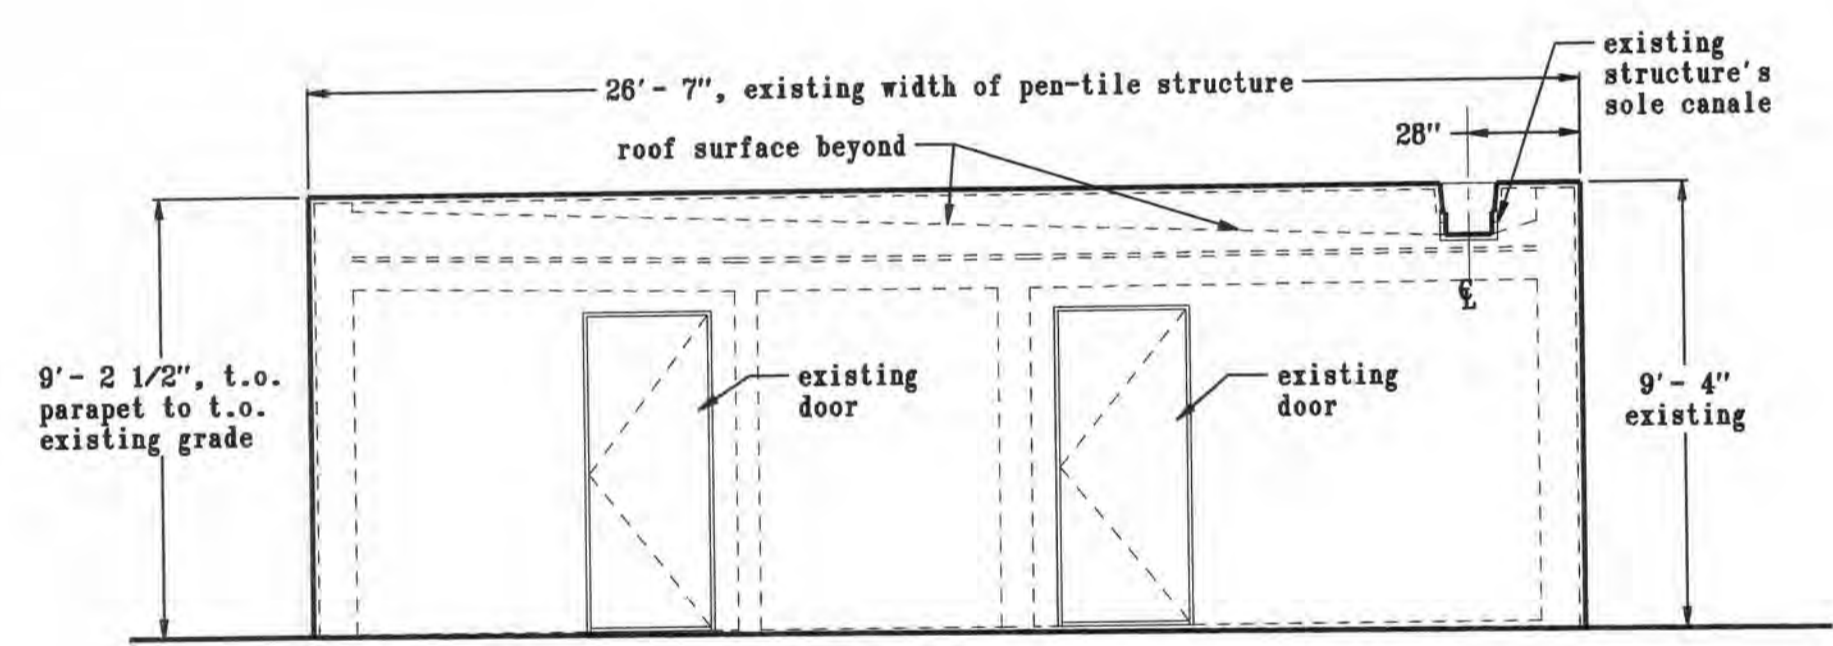 existing
structure's
sole canale
26'- 7", existing width of pen-tile structure
28"
roof surface beyond
℄
9'- 2 1/2", t.o.
parapet to t.o.
existing grade
existing
door
existing
door
9'- 4"
existing